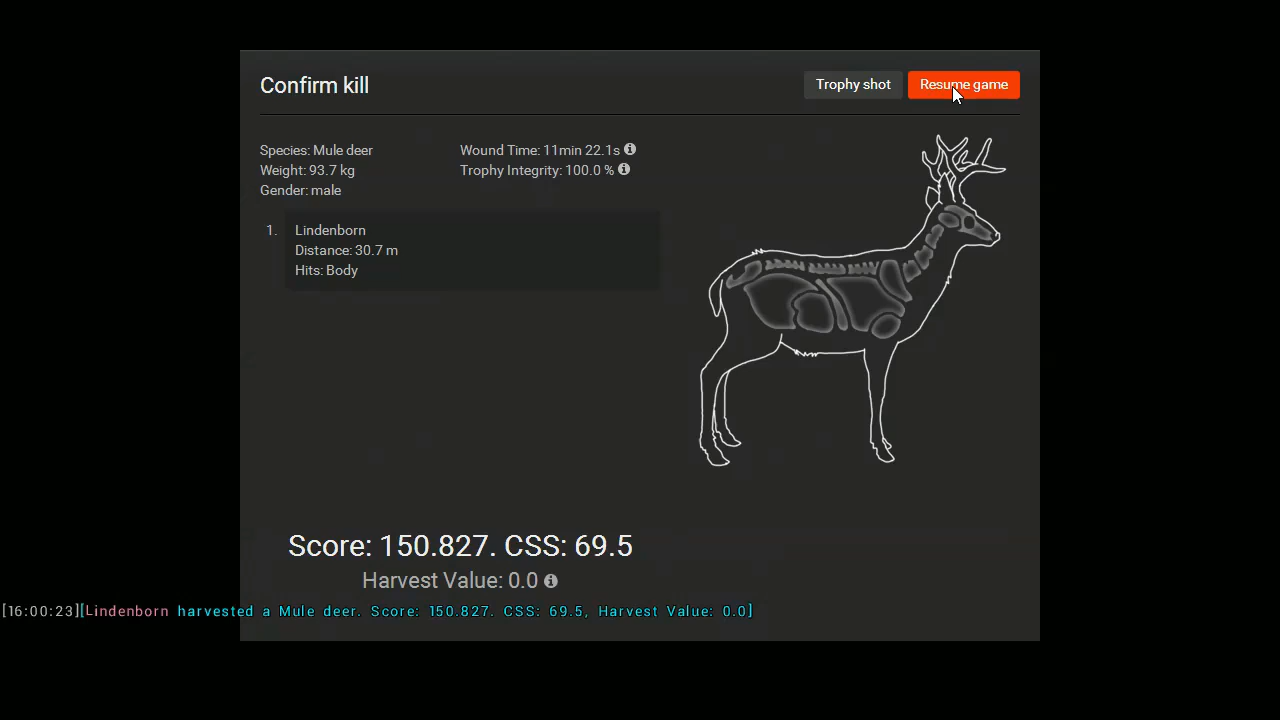 Confirm kill
Trophy shot
Resume game
Species: Mule deer
Weight: 93.7 kg
Gender: male
Wound Time: 11min 22.1s
Trophy Integrity: 100.0 %
1.
Lindenborn
Distance: 30.7 m
Hits: Body
Score: 150.827. CSS: 69.5
Harvest Value: 0.0
[16:00:23][Lindenborn harvested a Mule deer. Score: 150.827. CSS: 69.5, Harvest Value: 0.0]